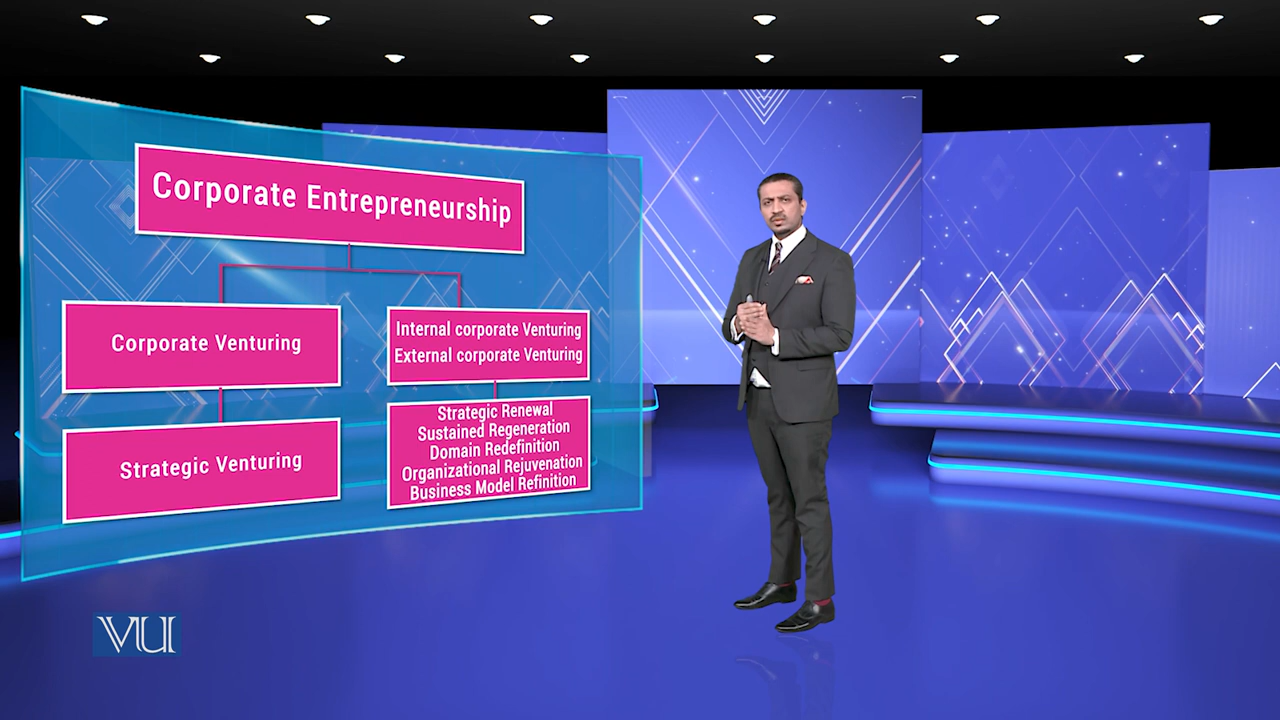 Corporate Entrepreneurship
Corporate Venturing
Internal corporate Venturing
External corporate Venturing
Strategic Venturing
Strategic Renewal
Sustained Regeneration
Domain Redefinition
Organizational Rejuvenation
Business Model Refinition
VU